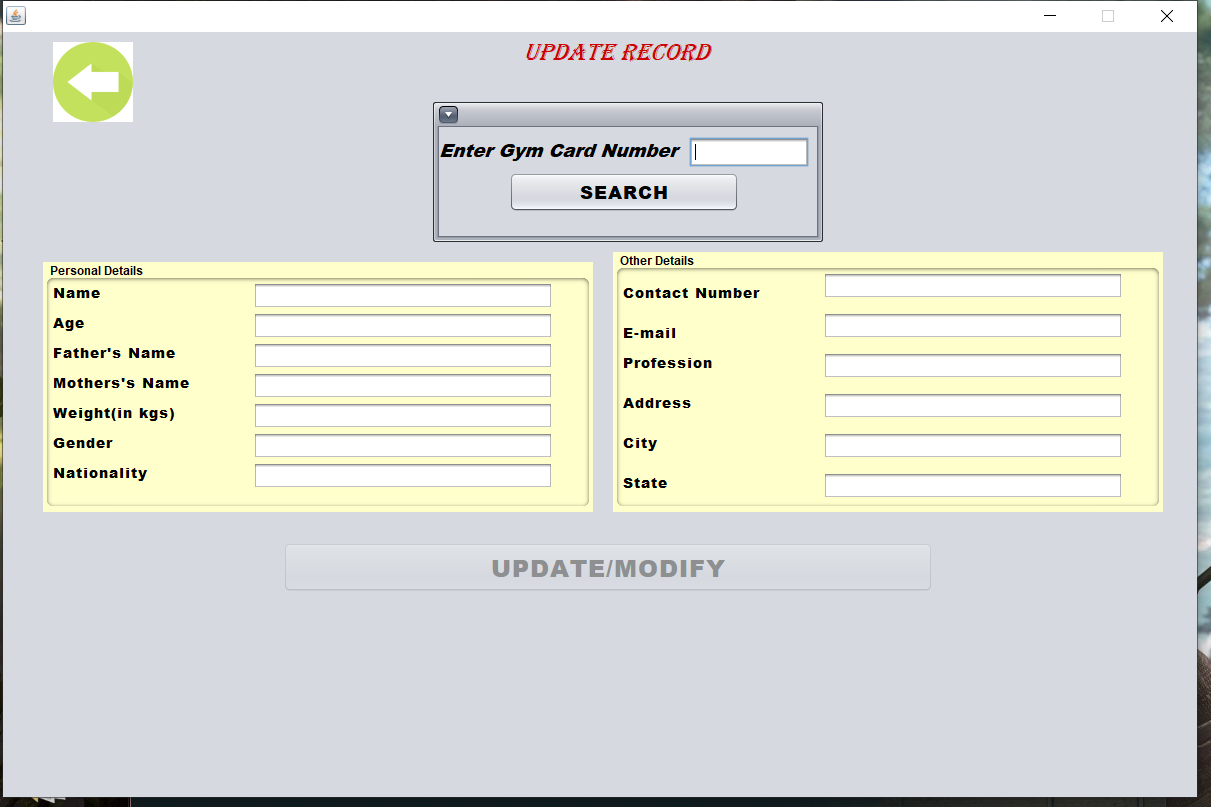 UPDATE RECORD
Enter Gym Card Number
SEARCH
Personal Details
Name
Age
Father's Name
Mothers's Name
Weight(in kgs)
Gender
Nationality
Other Details
Contact Number
E-mail
Profession
Address
City
State
UPDATE/MODIFY